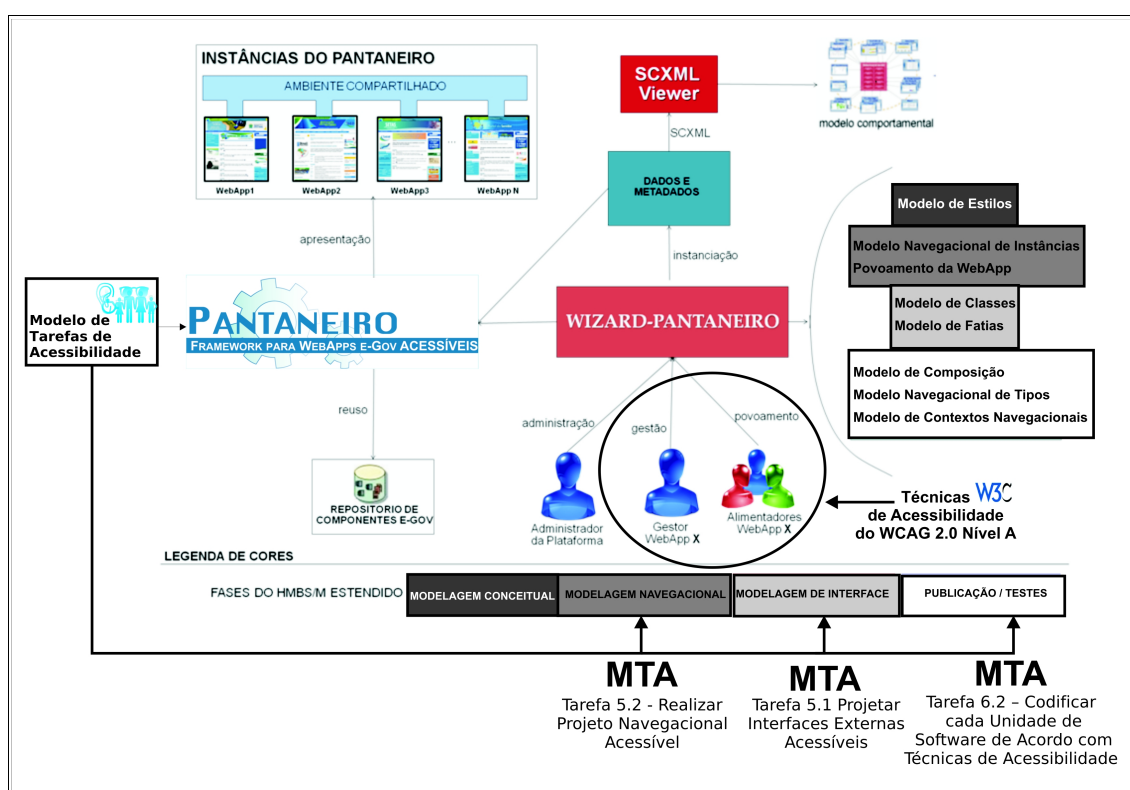 INSTÂNCIAS DO PANTANEIRO
AMBIENTE COMPARTILHADO
WebApp1
WebApp2
WebApp3
...
WebApp N
SCXML
Viewer
modelo comportamental
SCXML
DADOS E
METADADOS
apresentação
instanciação
Modelo de Estilos
Modelo Navegacional de Instâncias
Povoamento da WebApp
Modelo de Classes
Modelo de Fatias
Modelo de Composição
Modelo Navegacional de Tipos
Modelo de Contextos Navegacionais
Modelo de
Tarefas de
Acessibilidade
PANTANEIRO
FRAMEWORK PARA WEBAPPS E-GOV ACESSÍVEIS
WIZARD-PANTANEIRO
reuso
administração
gestão
povoamento
REPOSITORIO DE
COMPONENTES E-GOV
Administrador
da Plataforma
Gestor
WebApp X
Alimentadores
WebApp X
Técnicas W3C
de Acessibilidade
do WCAG 2.0 Nível A
LEGENDA DE CORES
FASES DO HMBS/M ESTENDIDO
MODELAGEM CONCEITUAL
MODELAGEM NAVEGACIONAL
MODELAGEM DE INTERFACE
PUBLICAÇÃO / TESTES
MTA
Tarefa 5.2 - Realizar
Projeto Navegacional
Acessível
MTA
Tarefa 5.1 Projetar
Interfaces Externas
Acessíveis
MTA
Tarefa 6.2 – Codificar
cada Unidade de
Software de Acordo com
Técnicas de Acessibilidade